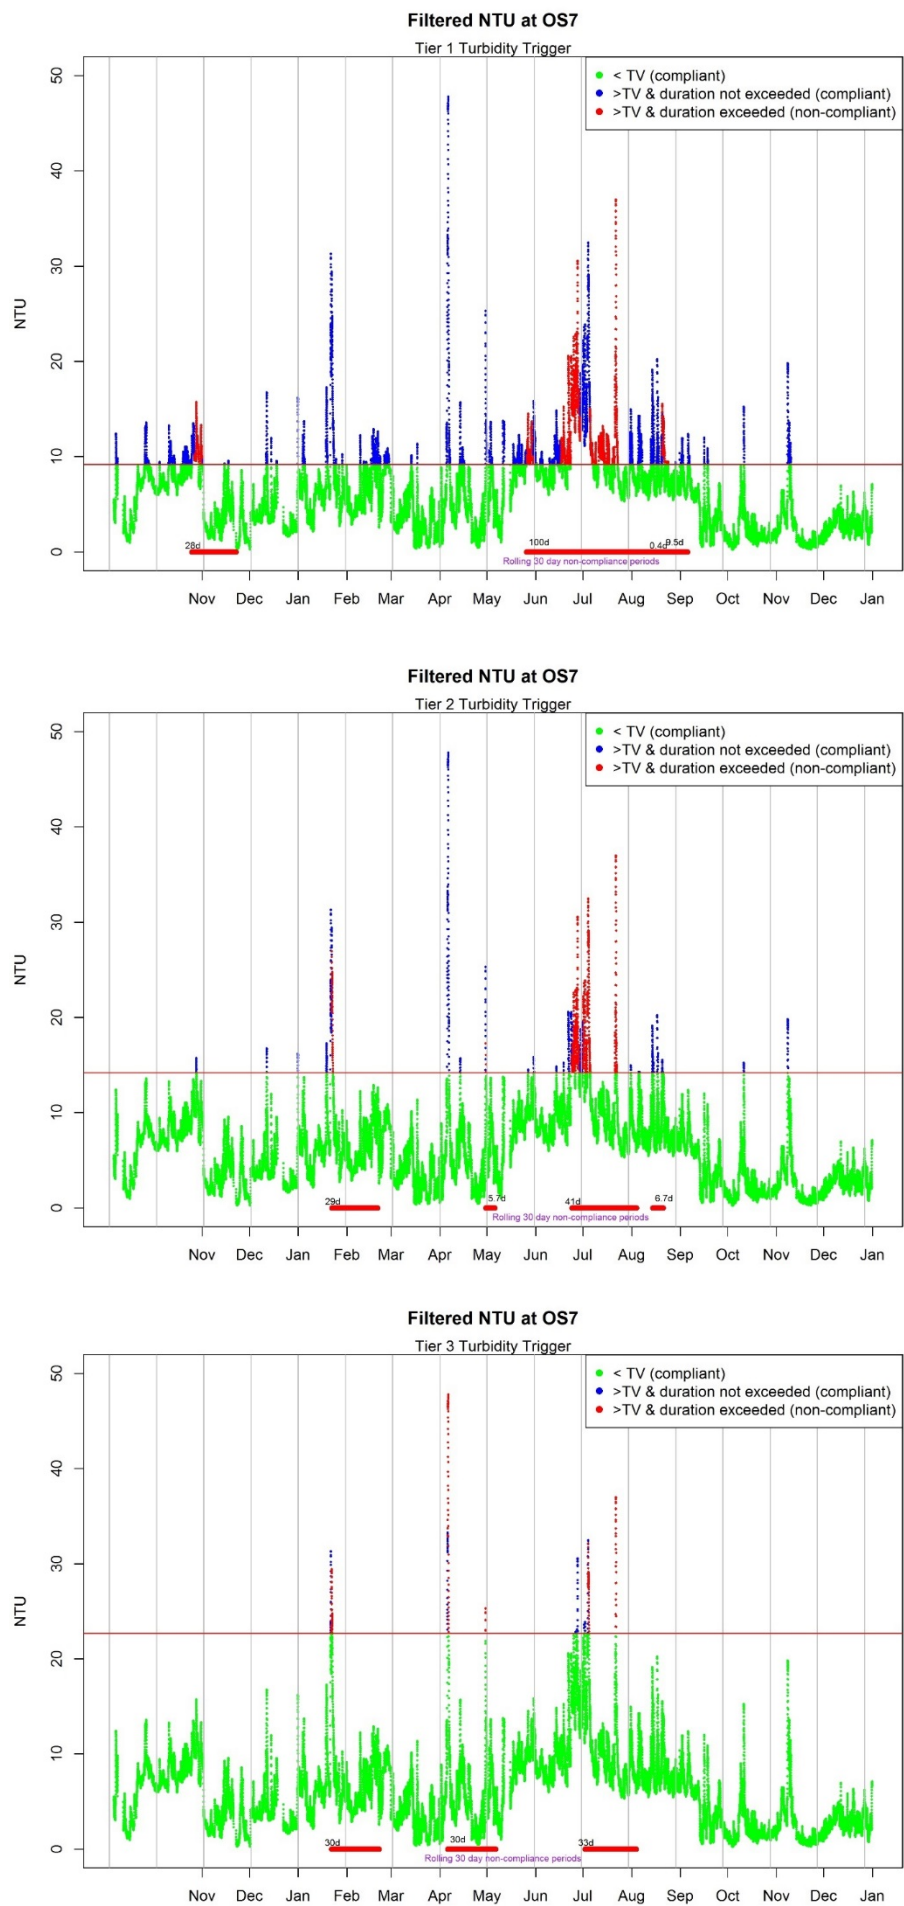 Filtered NTU at OS7
Tier 1 Turbidity Trigger
< TV (compliant)
>TV & duration not exceeded (compliant)
>TV & duration exceeded (non-compliant)
50
40
30
20
10
0
NTU
28d
100d
0.4d
9.5d
Rolling 30 day non-compliance periods
Nov Dec Jan Feb Mar Apr May Jun Jul Aug Sep Oct Nov Dec Jan
Filtered NTU at OS7
Tier 2 Turbidity Trigger
< TV (compliant)
>TV & duration not exceeded (compliant)
>TV & duration exceeded (non-compliant)
50
40
30
20
10
0
NTU
29d
5.7d
41d
6.7d
Rolling 30 day non-compliance periods
Nov Dec Jan Feb Mar Apr May Jun Jul Aug Sep Oct Nov Dec Jan
Filtered NTU at OS7
Tier 3 Turbidity Trigger
< TV (compliant)
>TV & duration not exceeded (compliant)
>TV & duration exceeded (non-compliant)
50
40
30
20
10
0
NTU
30d
30d
33d
Rolling 30 day non-compliance periods
Nov Dec Jan Feb Mar Apr May Jun Jul Aug Sep Oct Nov Dec Jan